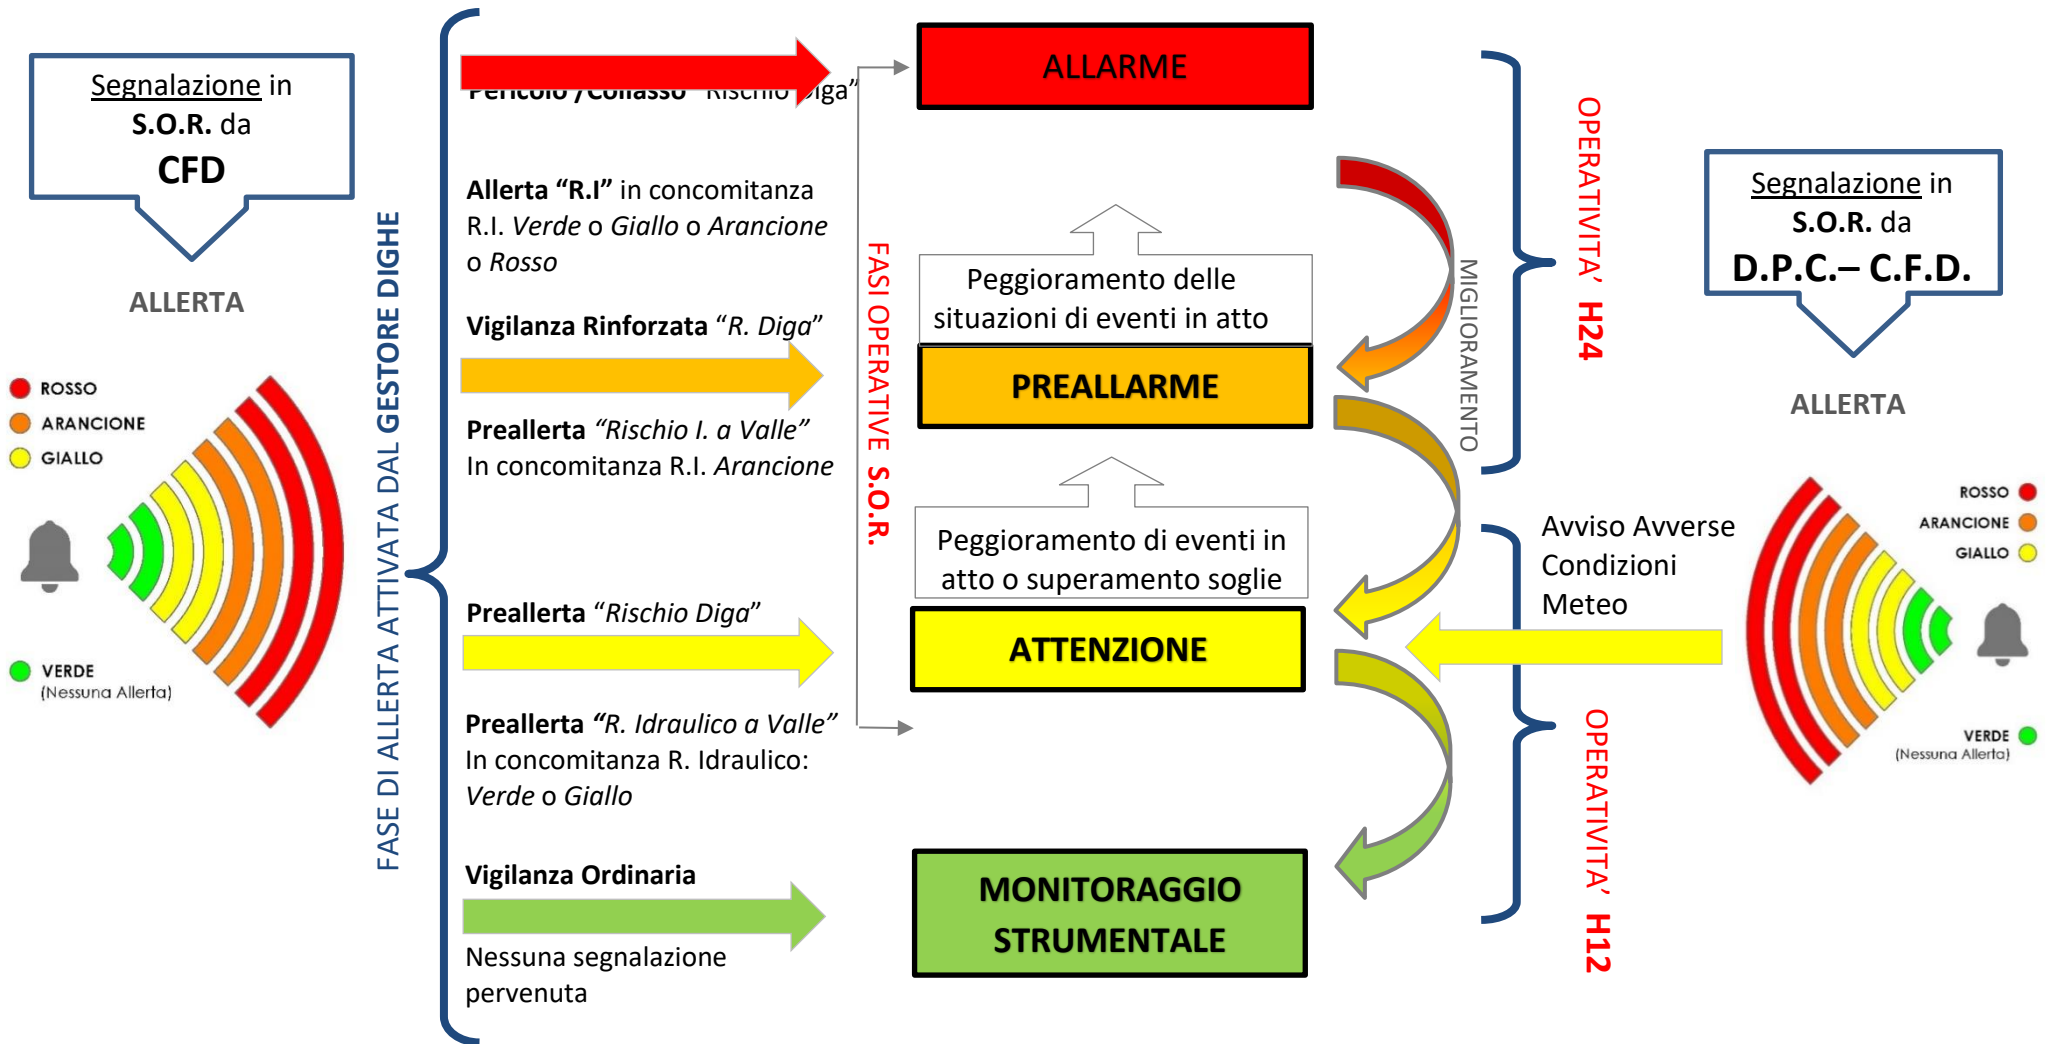 Segnalazione in
S.O.R. da
CFD
ALLERTA
ROSSO
ARANCIONE
GIALLO
VERDE
(Nessuna Allerta)
FASE DI ALLERTA ATTIVATA DAL GESTORE DIGHE
Pericolo /Collasso “Rischio Diga”
Allerta “R.I” in concomitanza
R.I. Verde o Giallo o Arancione
o Rosso
Vigilanza Rinforzata “R. Diga”
Preallerta “Rischio I. a Valle”
In concomitanza R.I. Arancione
Preallerta “Rischio Diga”
Preallerta “R. Idraulico a Valle”
In concomitanza R. Idraulico:
Verde o Giallo
Vigilanza Ordinaria
Nessuna segnalazione
pervenuta
FASI OPERATIVE S.O.R.
ALLARME
Peggioramento delle
situazioni di eventi in atto
PREALLARME
Peggioramento di eventi in
atto o superamento soglie
ATTENZIONE
MONITORAGGIO
STRUMENTALE
MIGLIORAMENTO
OPERATIVITA’ H24
OPERATIVITA’ H12
Avviso Avverse
Condizioni
Meteo
Segnalazione in
S.O.R. da
D.P.C.– C.F.D.
ALLERTA
ROSSO
ARANCIONE
GIALLO
VERDE
(Nessuna Allerta)